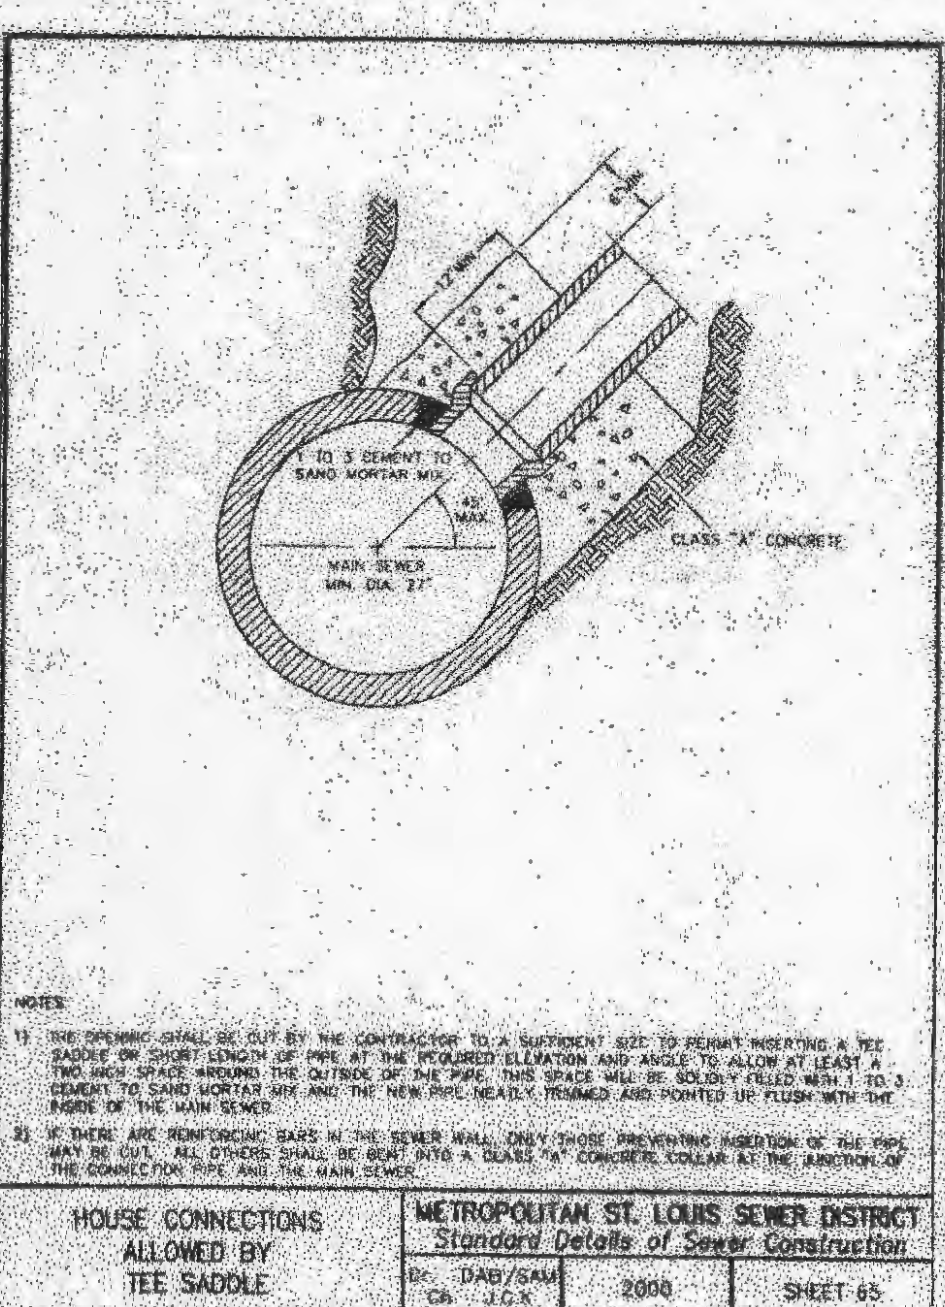 6" MIN
12" MIN
1 TO 3 CEMENT TO
SAND MORTAR MIX
45°
MAX.
MAIN SEWER
MIN. DIA. 27"
CLASS "A" CONCRETE
NOTES
1) THE OPENING SHALL BE CUT BY THE CONTRACTOR TO A SUFFICIENT SIZE TO PERMIT INSERTING A TEE
SADDLE OR SHORT LENGTH OF PIPE AT THE REQUIRED ELEVATION AND ANGLE TO ALLOW AT LEAST A
TWO INCH SPACE AROUND THE OUTSIDE OF THE PIPE. THIS SPACE WILL BE SOLIDLY FILLED WITH 1 TO 3
CEMENT TO SAND MORTAR MIX AND THE NEW PIPE NEATLY TRIMMED AND POINTED UP FLUSH WITH THE
INSIDE OF THE MAIN SEWER
2) IF THERE ARE REINFORCING BARS IN THE SEWER WALL, ONLY THOSE PREVENTING INSERTION OF THE PIPE
MAY BE CUT. ALL OTHERS SHALL BE BENT INTO A CLASS "A" CONCRETE COLLAR AT THE JUNCTION OF
THE CONNECTION PIPE AND THE MAIN SEWER
HOUSE CONNECTIONS
ALLOWED BY
TEE SADDLE
METROPOLITAN ST. LOUIS SEWER DISTRICT
Standard Details of Sewer Construction
DAB/SAM
J.C.K.
2000
SHEET 65